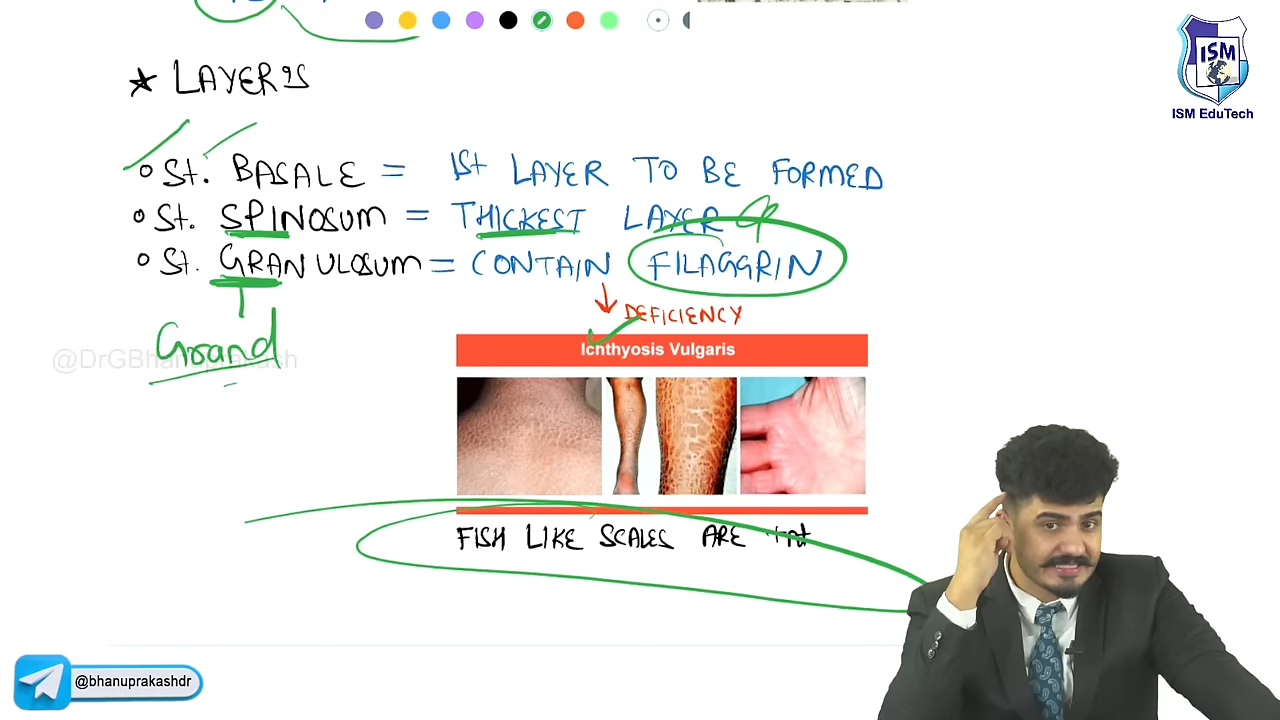 ISM
ISM EduTech
★ LAYERS
St. BASALE = 1st LAYER TO BE FORMED
St. SPINOSUM = THICKEST LAYER
St. GRANULOSUM = CONTAIN FILAGGRIN
DEFICIENCY
Grand
@DrGBhanuprakash
Icnthyosis Vulgaris
FISH LIKE SCALES ARE +nt
@bhanuprakashdr